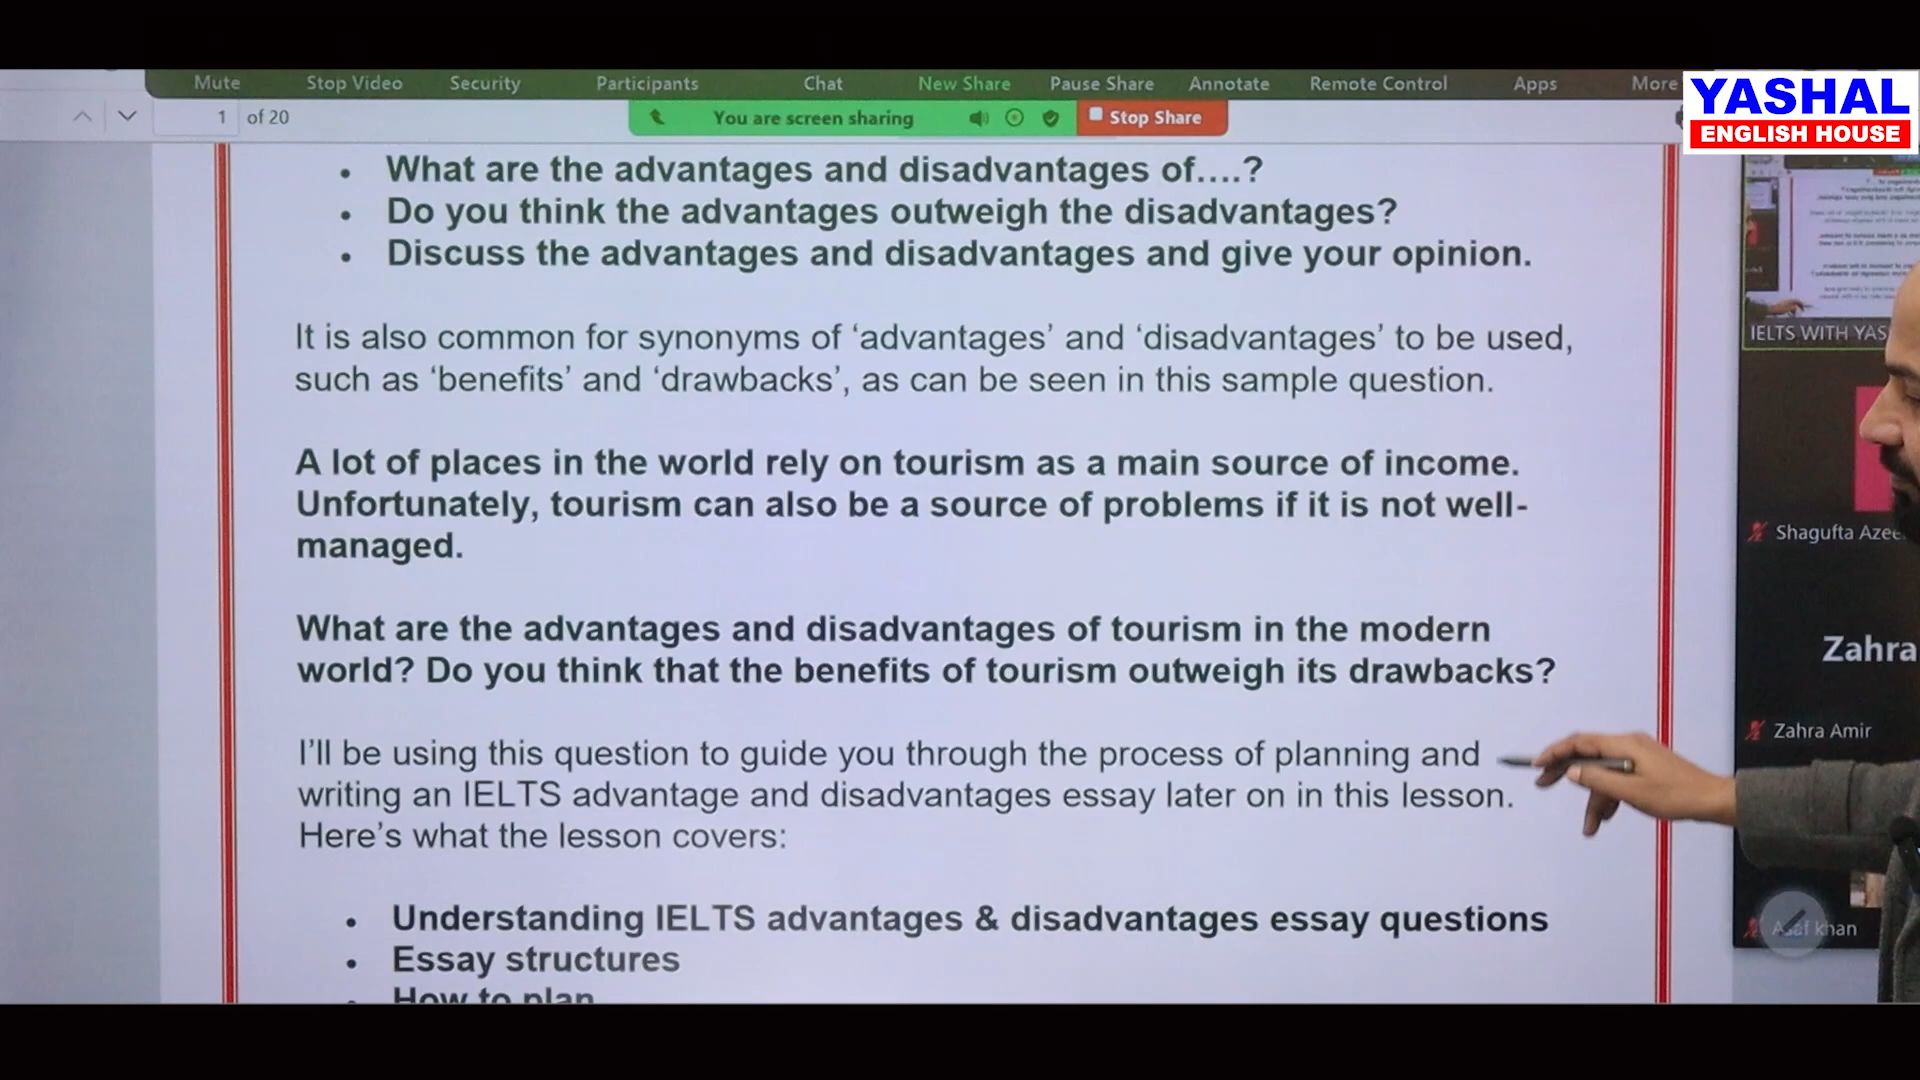 Mute Stop Video Security Participants Chat New Share Pause Share Annotate Remote Control Apps More
YASHAL
ENGLISH HOUSE
1 of 20
You are screen sharing
Stop Share
• What are the advantages and disadvantages of....?
• Do you think the advantages outweigh the disadvantages?
• Discuss the advantages and disadvantages and give your opinion.
It is also common for synonyms of ‘advantages’ and ‘disadvantages’ to be used,
such as ‘benefits’ and ‘drawbacks’, as can be seen in this sample question.
A lot of places in the world rely on tourism as a main source of income.
Unfortunately, tourism can also be a source of problems if it is not well-
managed.
What are the advantages and disadvantages of tourism in the modern
world? Do you think that the benefits of tourism outweigh its drawbacks?
I’ll be using this question to guide you through the process of planning and
writing an IELTS advantage and disadvantages essay later on in this lesson.
Here’s what the lesson covers:
• Understanding IELTS advantages & disadvantages essay questions
• Essay structures
• How to plan
IELTS WITH YAS
Shagufta Azee
Zahra
Zahra Amir
Asaf khan